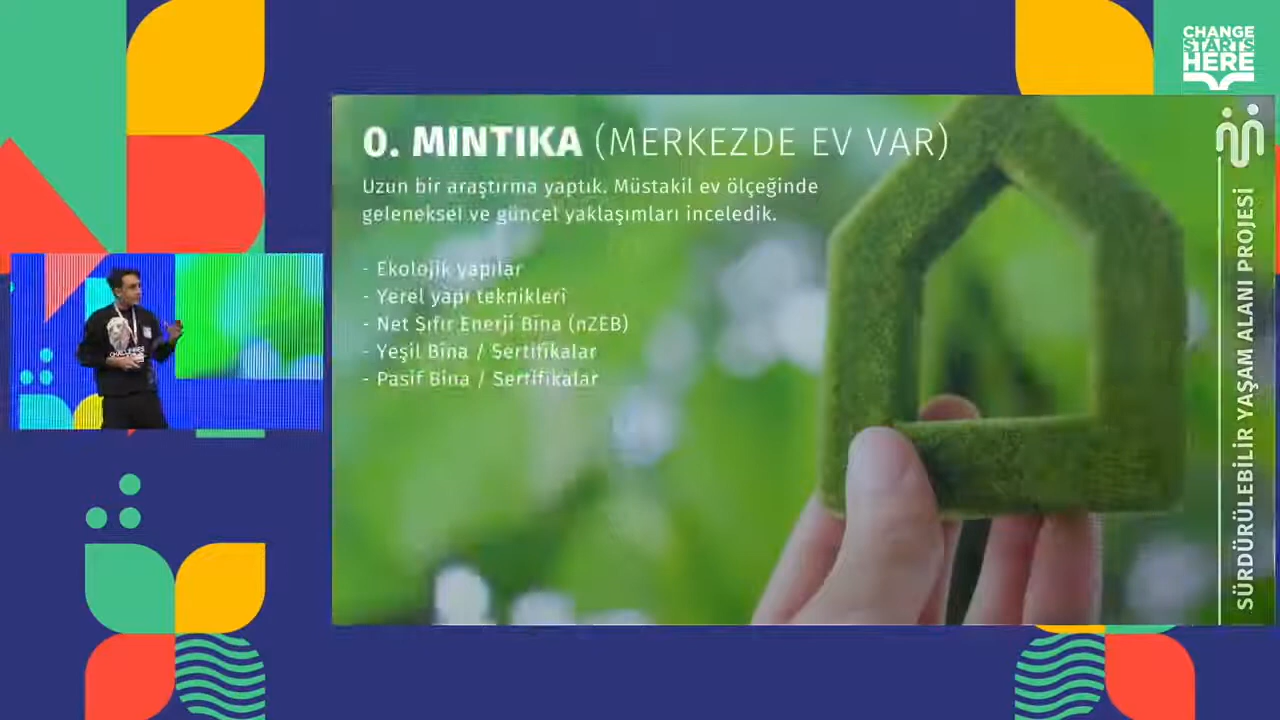 CHANGE
STARTS
HERE
0. MINTIKA (MERKEZDE EV VAR)
Uzun bir araştırma yaptık. Müstakil ev ölçeğinde
geleneksel ve güncel yaklaşımları inceledik.
- Ekolojik yapılar
- Yerel yapı teknikleri
- Net Sıfır Enerji Bina (nZEB)
- Yeşil Bina / Sertifikalar
- Pasif Bina / Sertifikalar
SÜRDÜRÜLEBİLİR YAŞAM ALANI PROJESİ